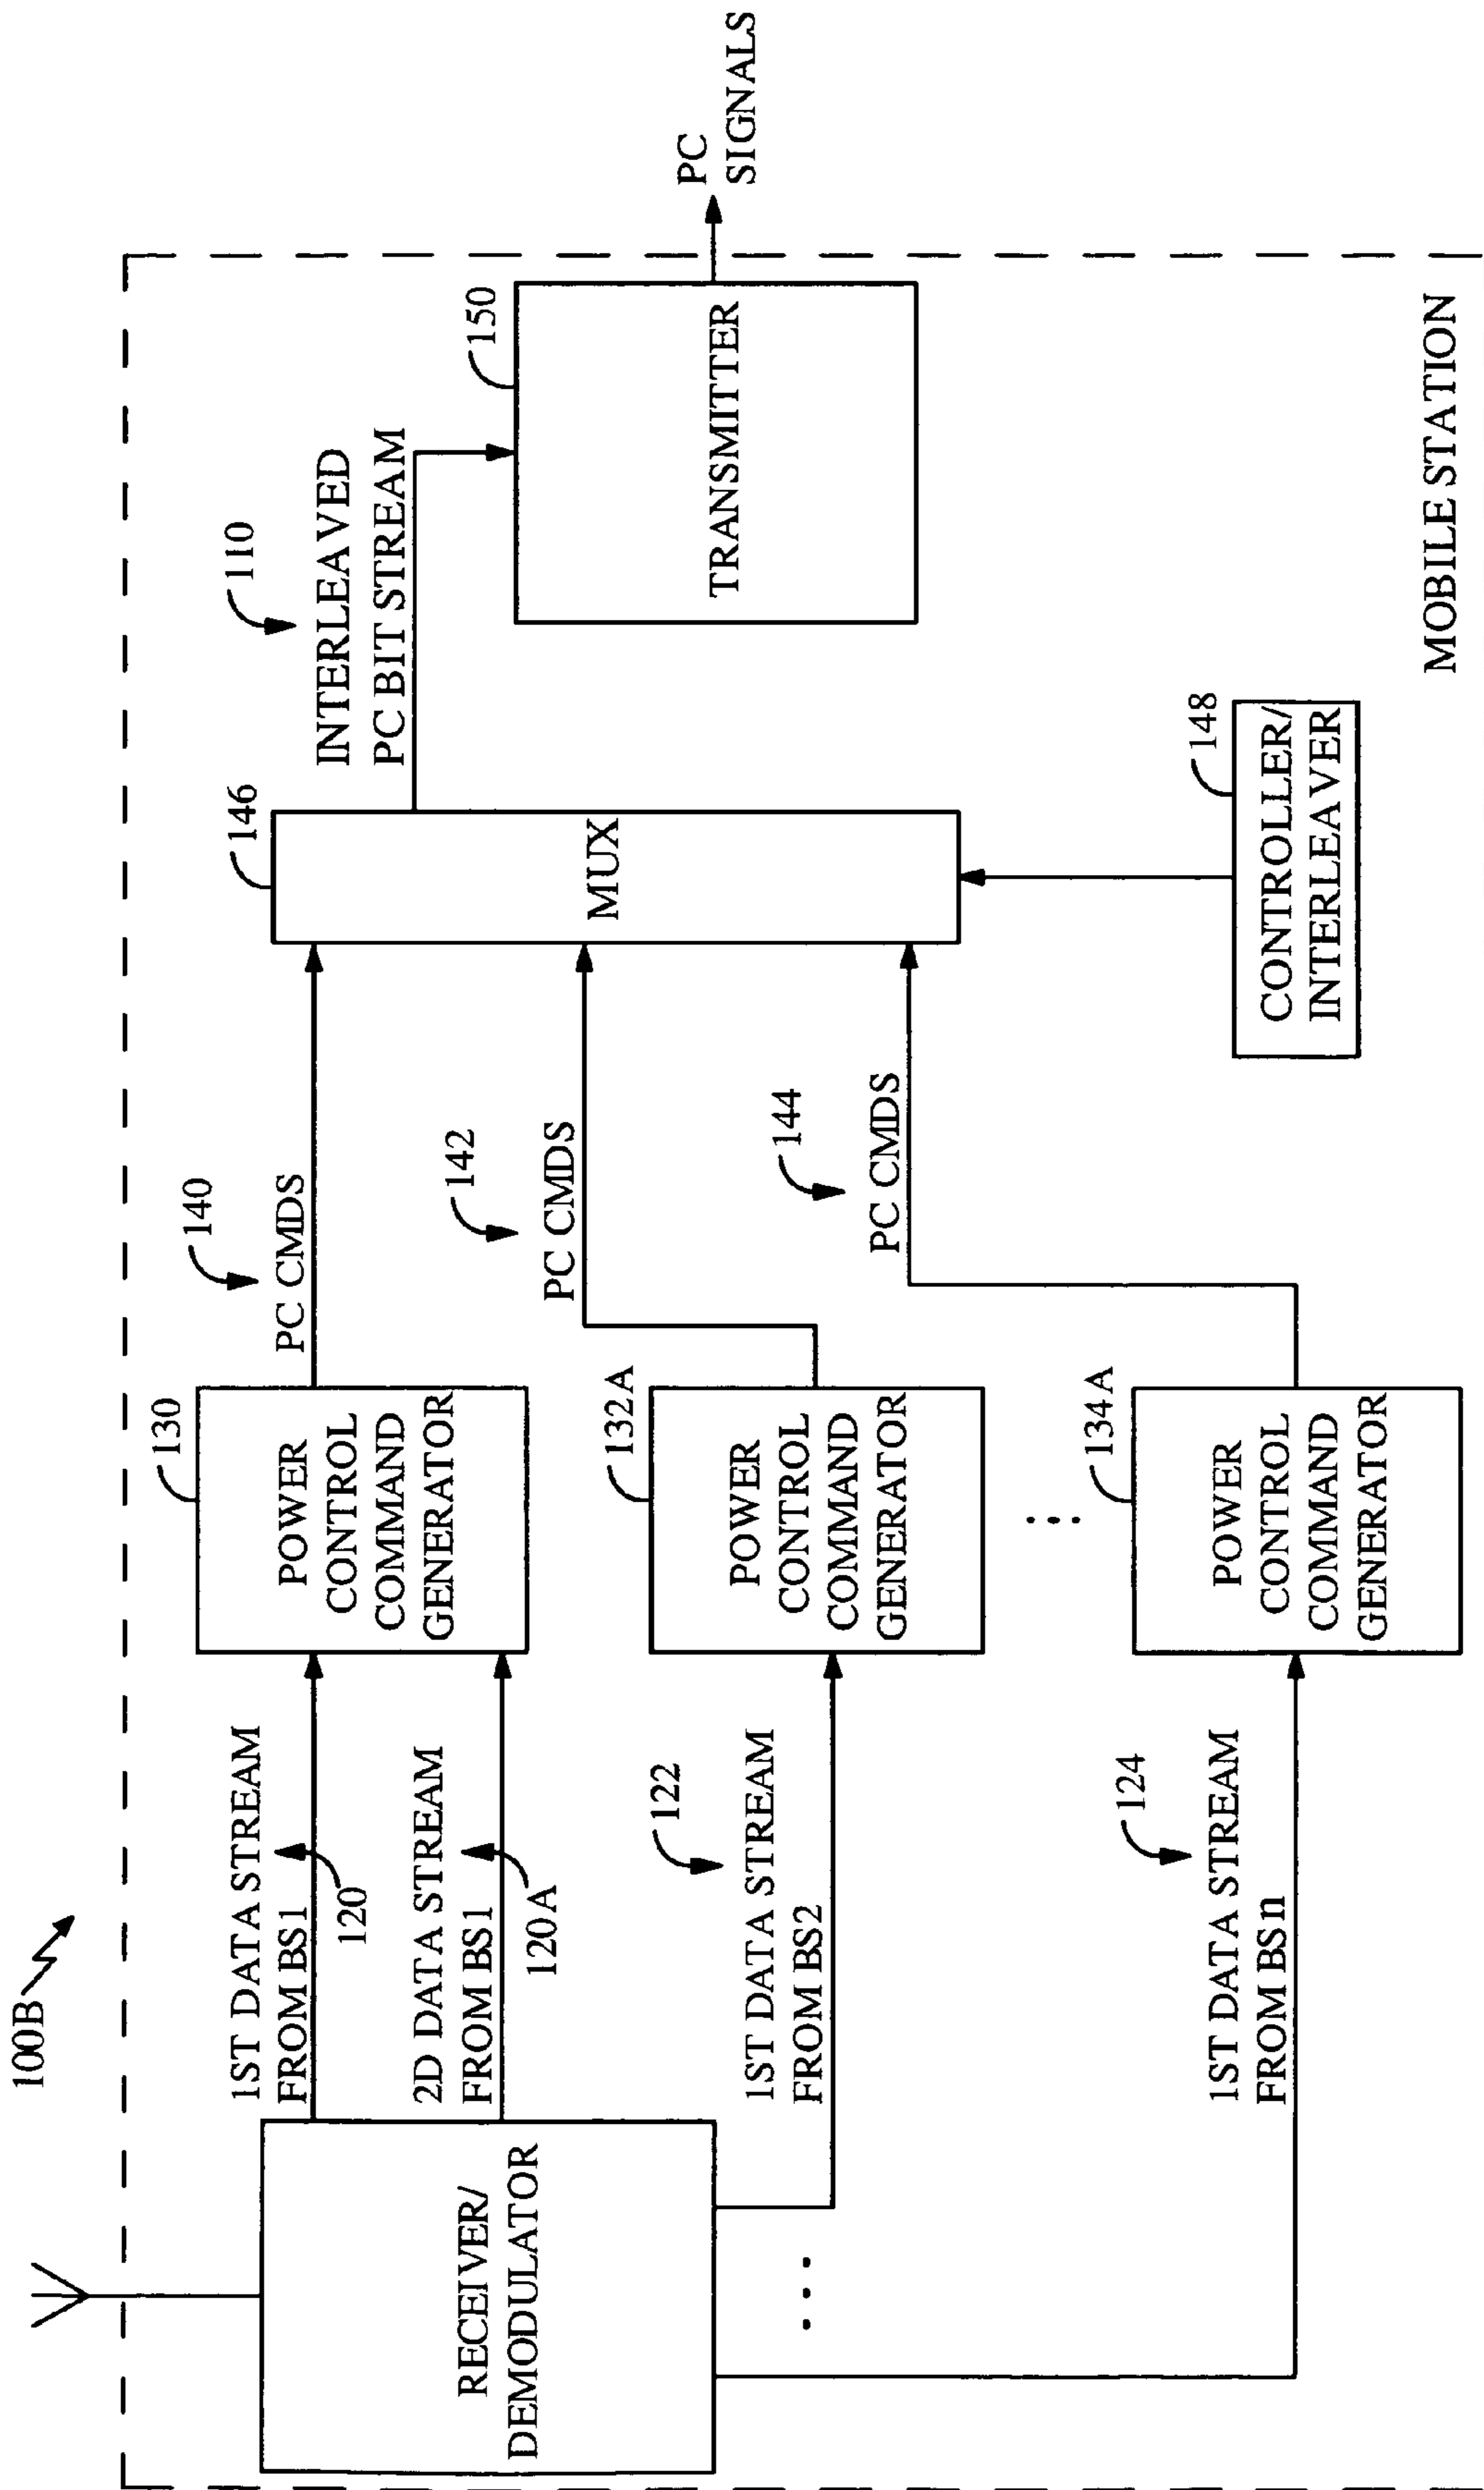 100B
RECEIVER/
DEMODULATOR
1ST DATA STREAM
FROM BS1
120
2D DATA STREAM
FROM BS1
120A
122
1ST DATA STREAM
FROM BS2
124
1ST DATA STREAM
FROM BSn
130
POWER
CONTROL
COMMAND
GENERATOR
132A
POWER
CONTROL
COMMAND
GENERATOR
134A
POWER
CONTROL
COMMAND
GENERATOR
140
PC CMDS
142
PC CMDS
144
PC CMDS
146
MUX
148
CONTROLLER/
INTERLEAVER
110
INTERLEAVED
PC BIT STREAM
150
TRANSMITTER
PC
SIGNALS
MOBILE STATION